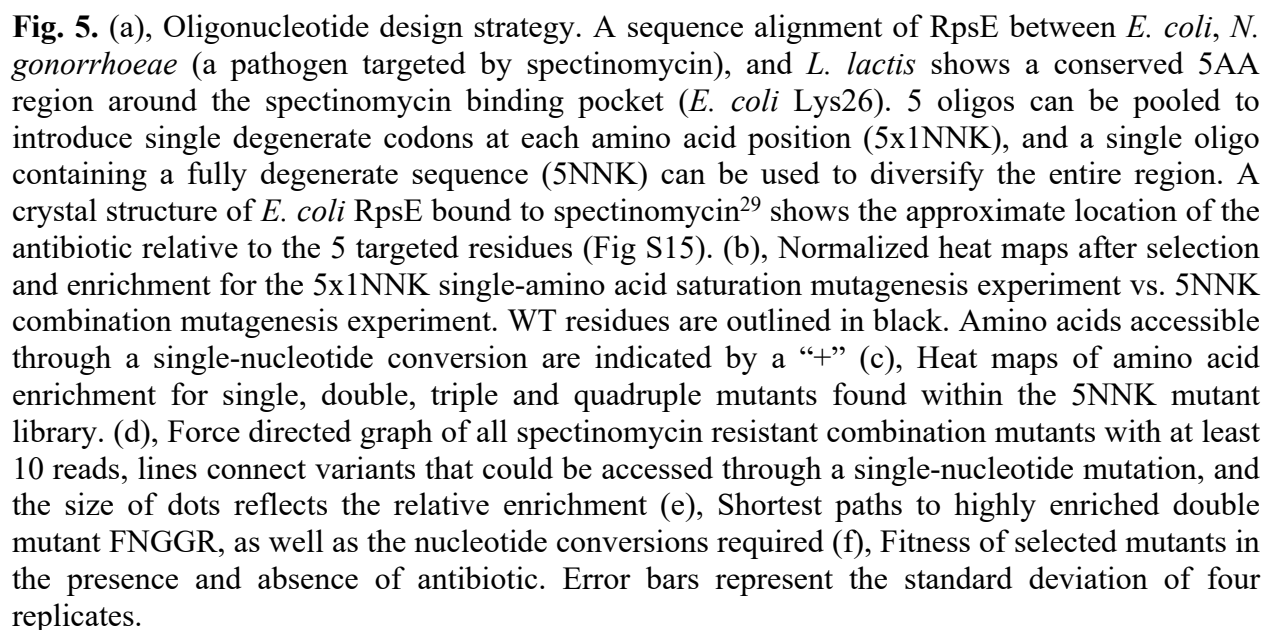 Fig. 5. (a), Oligonucleotide design strategy. A sequence alignment of RpsE between E. coli, N.
gonorrhoeae (a pathogen targeted by spectinomycin), and L. lactis shows a conserved 5AA
region around the spectinomycin binding pocket (E. coli Lys26). 5 oligos can be pooled to
introduce single degenerate codons at each amino acid position (5x1NNK), and a single oligo
containing a fully degenerate sequence (5NNK) can be used to diversify the entire region. A
crystal structure of E. coli RpsE bound to spectinomycin29 shows the approximate location of the
antibiotic relative to the 5 targeted residues (Fig S15). (b), Normalized heat maps after selection
and enrichment for the 5x1NNK single-amino acid saturation mutagenesis experiment vs. 5NNK
combination mutagenesis experiment. WT residues are outlined in black. Amino acids accessible
through a single-nucleotide conversion are indicated by a “+” (c), Heat maps of amino acid
enrichment for single, double, triple and quadruple mutants found within the 5NNK mutant
library. (d), Force directed graph of all spectinomycin resistant combination mutants with at least
10 reads, lines connect variants that could be accessed through a single-nucleotide mutation, and
the size of dots reflects the relative enrichment (e), Shortest paths to highly enriched double
mutant FNGGR, as well as the nucleotide conversions required (f), Fitness of selected mutants in
the presence and absence of antibiotic. Error bars represent the standard deviation of four
replicates.